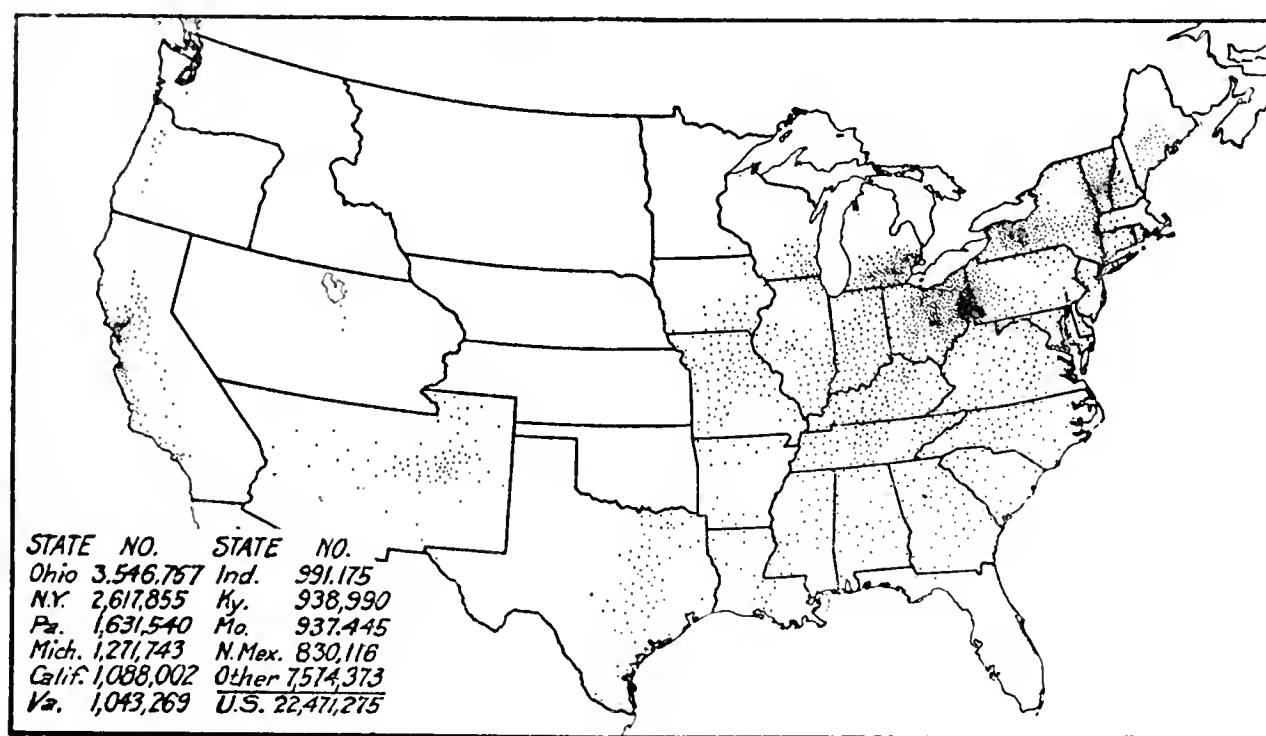 STATE NO. STATE NO.
Ohio 3.546,767 Ind. 991.175
N.Y. 2,617,855 Ky. 938,990
Pa. 1,631,540 Mo. 937.445
Mich. 1,271,743 N.Mex. 830,116
Calif. 1,088,002 Other 7,574,373
Va. 1,043,269 U.S. 22,471,275